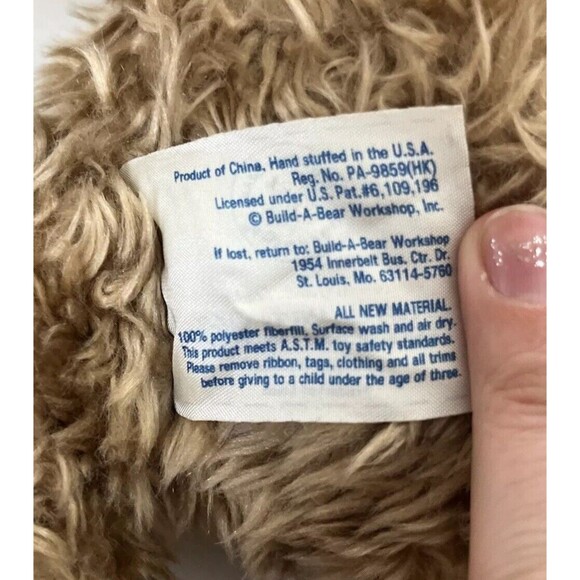 Product of China. Hand stuffed in the U.S.A.
Reg. No. PA-9859(HK)
Licensed under U.S. Pat.#6,109,196
© Build-A-Bear Workshop, Inc.
If lost, return to: Build-A-Bear Workshop
1954 Innerbelt Bus. Ctr. Dr.
St. Louis, Mo. 63114-5760
ALL NEW MATERIAL.
100% polyester fiberfill. Surface wash and air dry.
This product meets A.S.T.M. toy safety standards.
Please remove ribbon, tags, clothing and all trims
before giving to a child under the age of three.